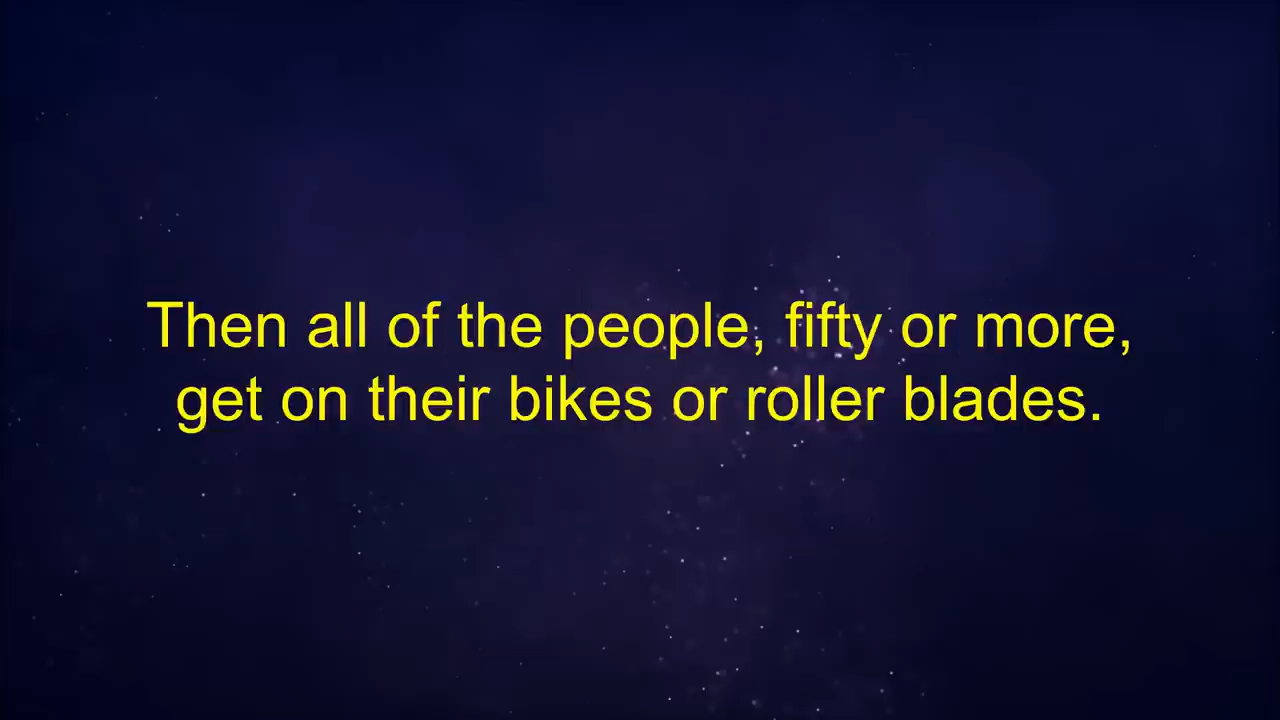 Then all of the people, fifty or more,
get on their bikes or roller blades.